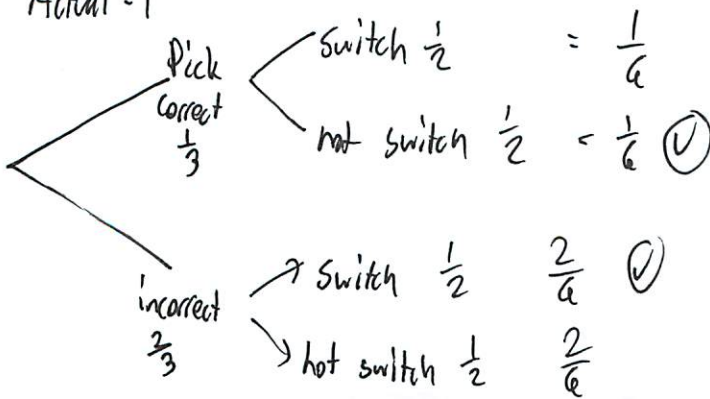 Pick switch 1/2 = 1/6
correct
1/3 not switch 1/2 = 1/6 ✓
incorrect switch 1/2 2/6 ✓
2/3 not switch 1/2 2/6